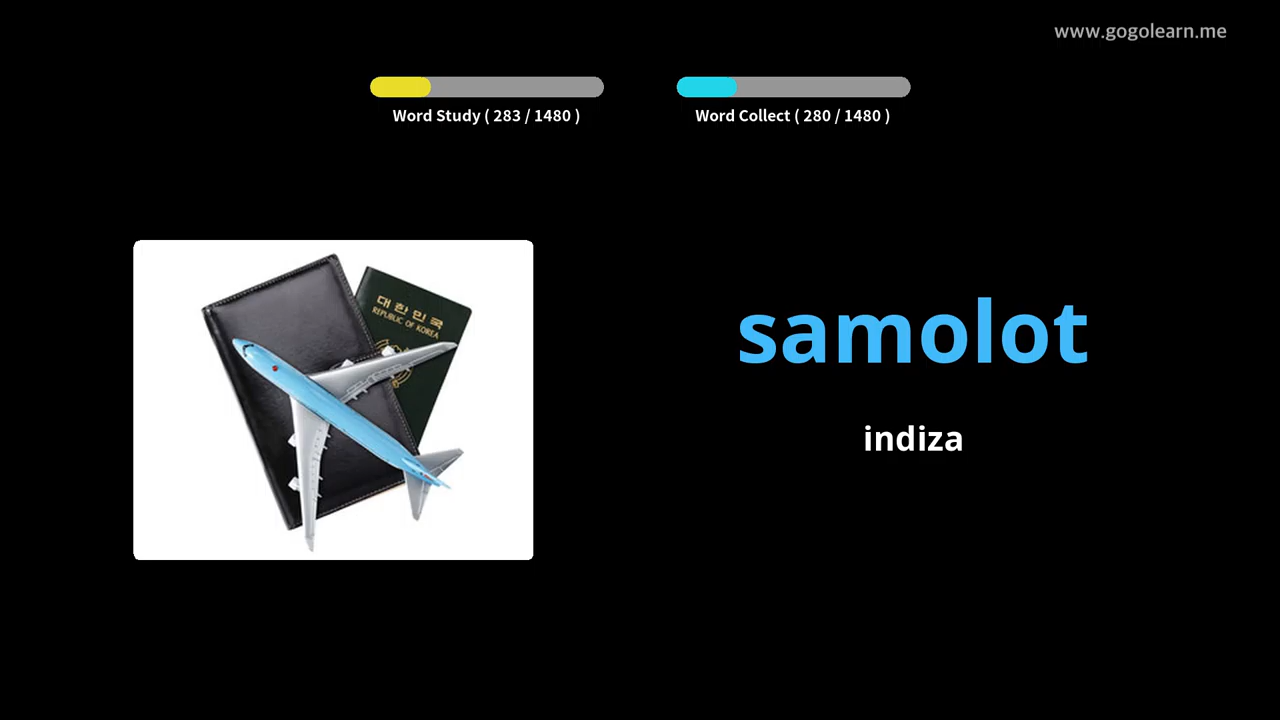 www.gogolearn.me
Word Study ( 283 / 1480 )
Word Collect ( 280 / 1480 )
대한민국
REPUBLIC OF KOREA
samolot
indiza